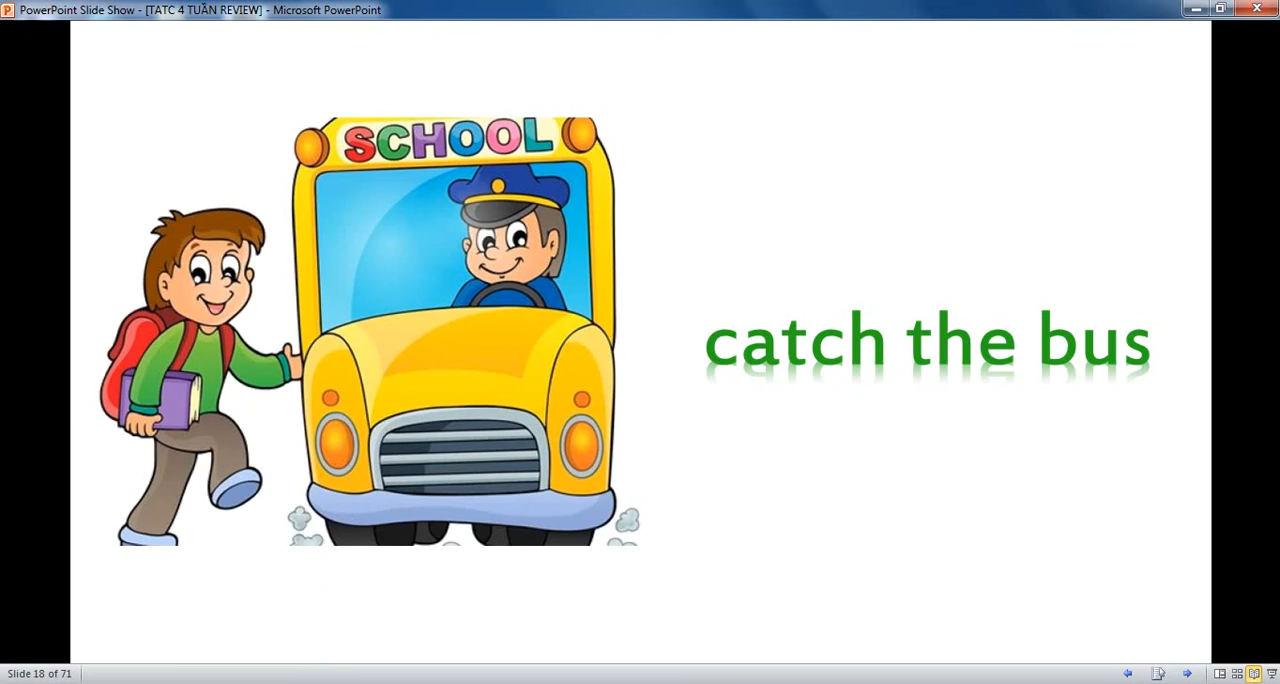 PowerPoint Slide Show - [TATC 4 TUẦN REVIEW] - Microsoft PowerPoint
SCHOOL
catch the bus
Slide 18 of 71